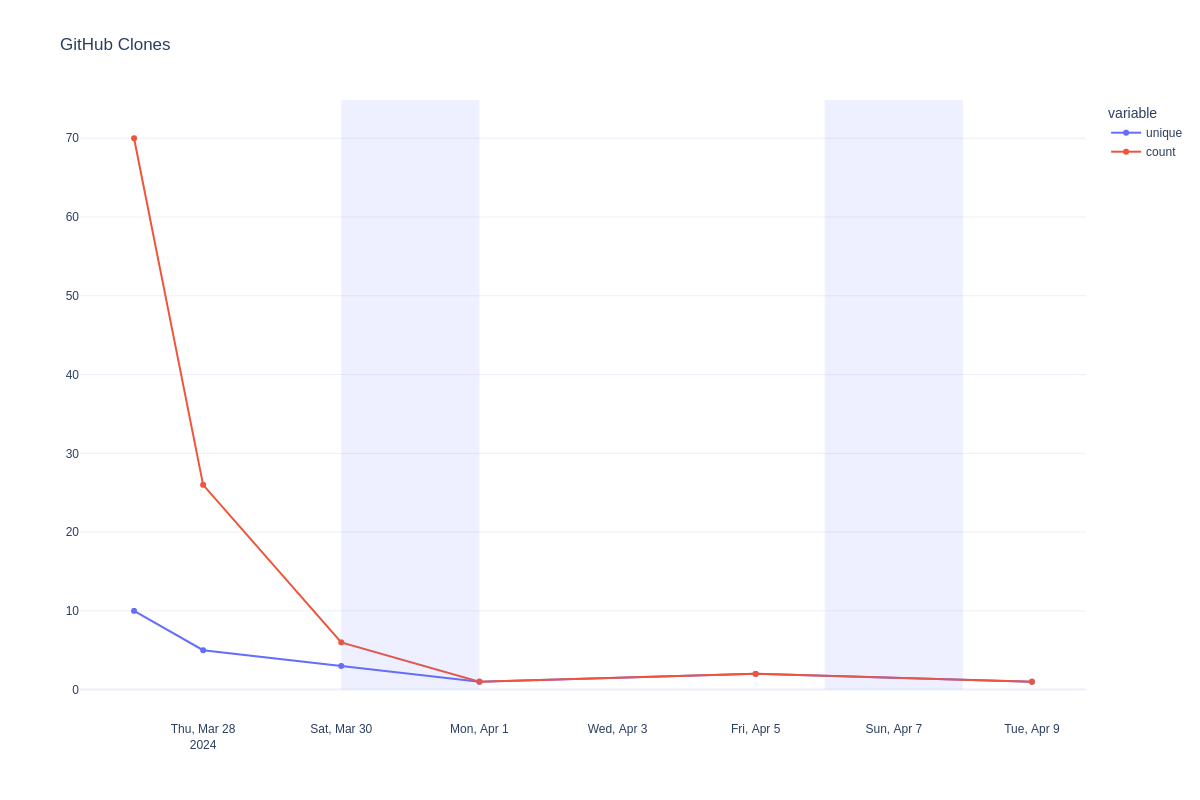 GitHub Clones
variable
unique
count
70
60
50
40
30
20
10
0
Thu, Mar 28
2024
Sat, Mar 30
Mon, Apr 1
Wed, Apr 3
Fri, Apr 5
Sun, Apr 7
Tue, Apr 9